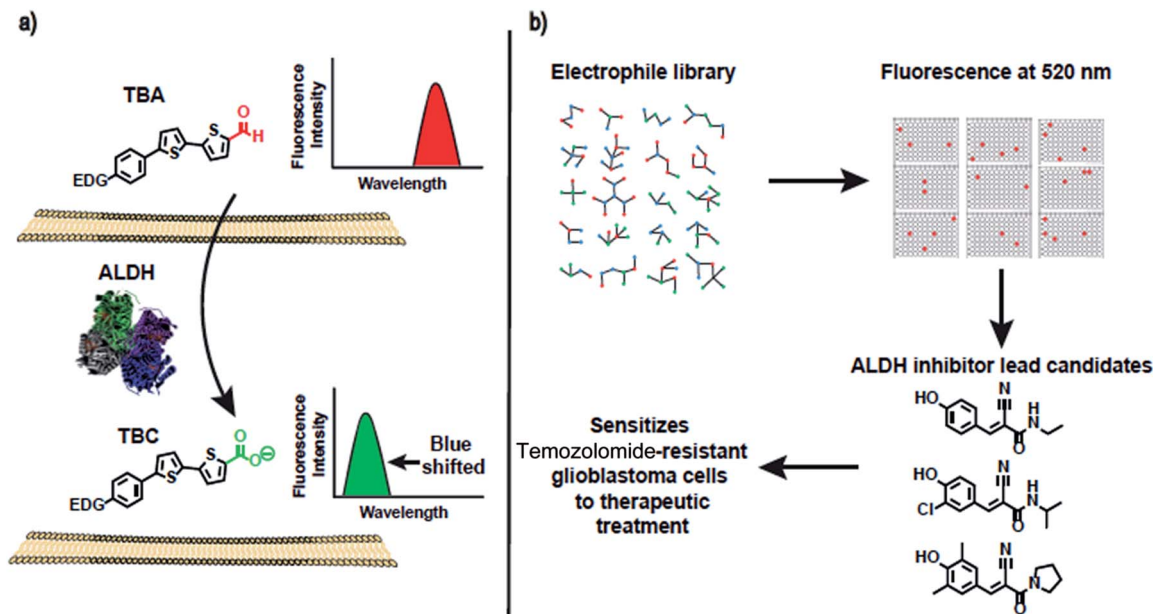 a)
TBA
S
S
O
H
EDG
Fluorescence
Intensity
Wavelength
ALDH
TBC
S
S
O
O⊖
EDG
Fluorescence
Intensity
Blue
shifted
Wavelength
b)
Electrophile library
Fluorescence at 520 nm
ALDH inhibitor lead candidates
HO
N
H
N
O
HO
Cl
N
H
N
O
HO
N
N
O
Sensitizes
Temozolomide-resistant
glioblastoma cells
to therapeutic
treatment